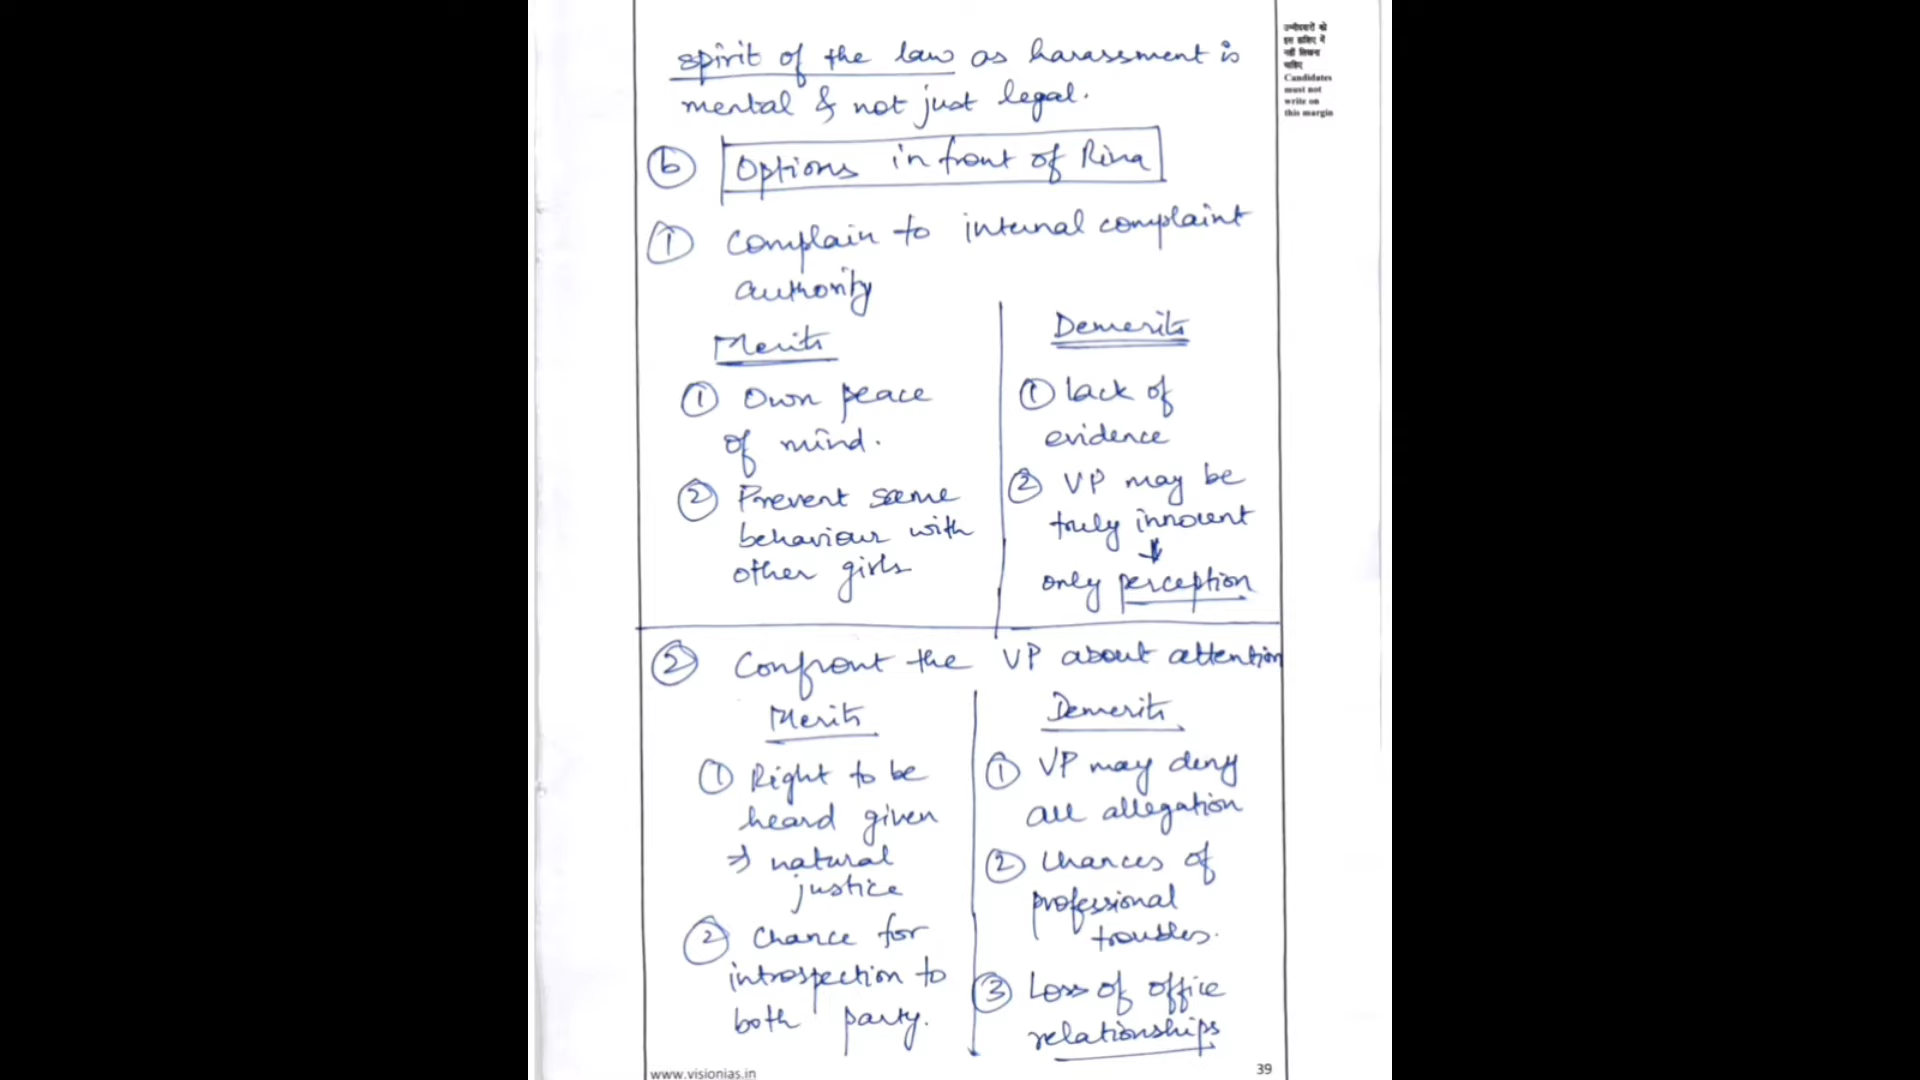 spirit of the law as harassment is
mental & not just legal.
b Options in front of Rina
1 Complain to internal complaint
authority
Merits
1 Own peace
of mind.
2 Prevent same
behaviour with
other girls
Demerits
1 lack of
evidence
2 VP may be
truly innocent
↓
only perception
2 Confront the VP about attention
Merits
1 Right to be
heard given
⇒ natural
justice
2 Chance for
introspection to
both party.
Demerits
1 VP may deny
all allegation
2 Chances of
professional
troubles.
3 Loss of office
relationships
उम्मीदवारों को
इस हाशिए में
नहीं लिखना
चाहिए
Candidates
must not
write on
this margin
www.visionias.in
39